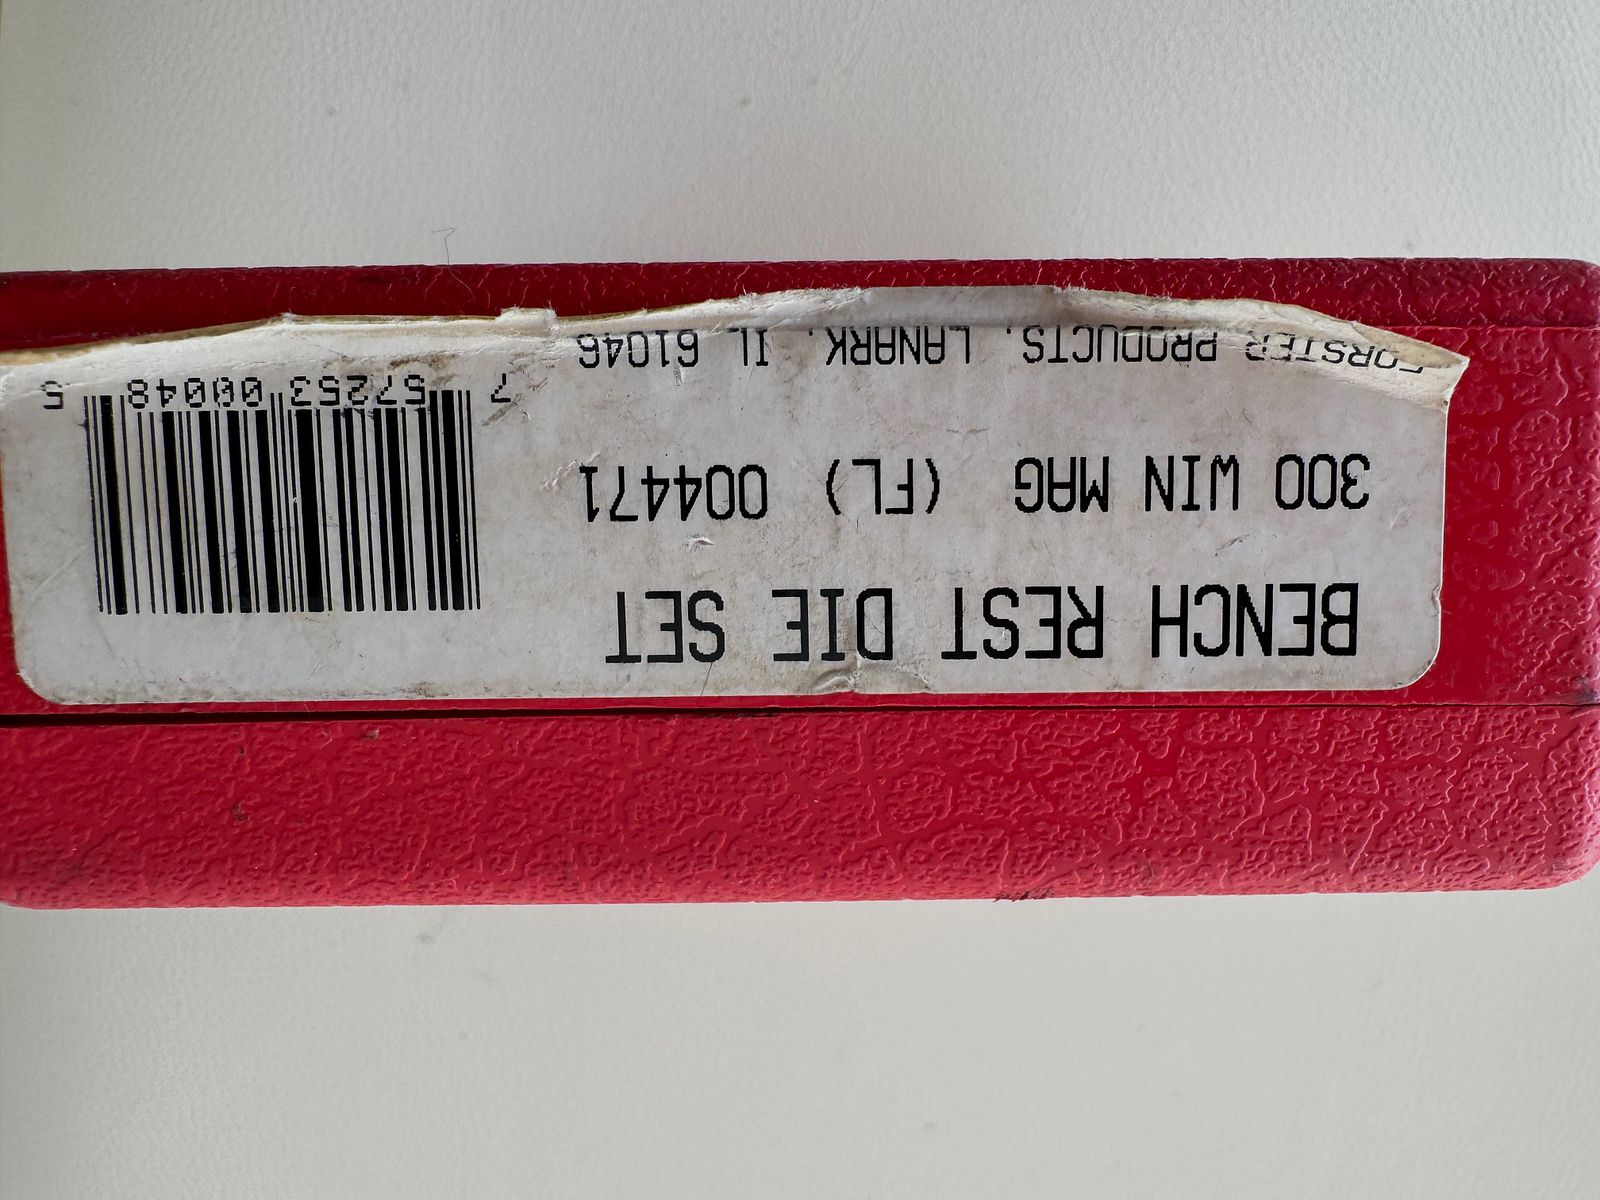 BENCH REST DIE SET
300 WIN MAG (FL) 004471
FORSTER PRODUCTS, LANARK, IL 61046
7 57253 00048 5